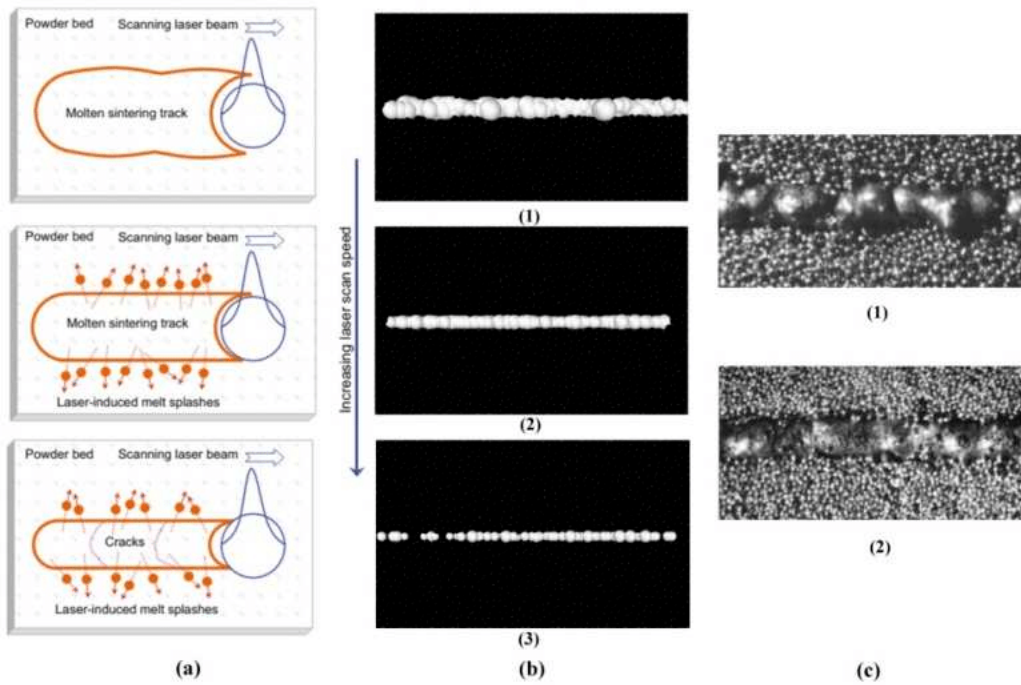 Powder bed Scanning laser beam
Molten sintering track
Powder bed Scanning laser beam
Molten sintering track
Laser-induced melt splashes
Powder bed Scanning laser beam
Cracks
Laser-induced melt splashes
(a)
Increasing laser scan speed
(1)
(2)
(3)
(b)
(1)
(2)
(c)